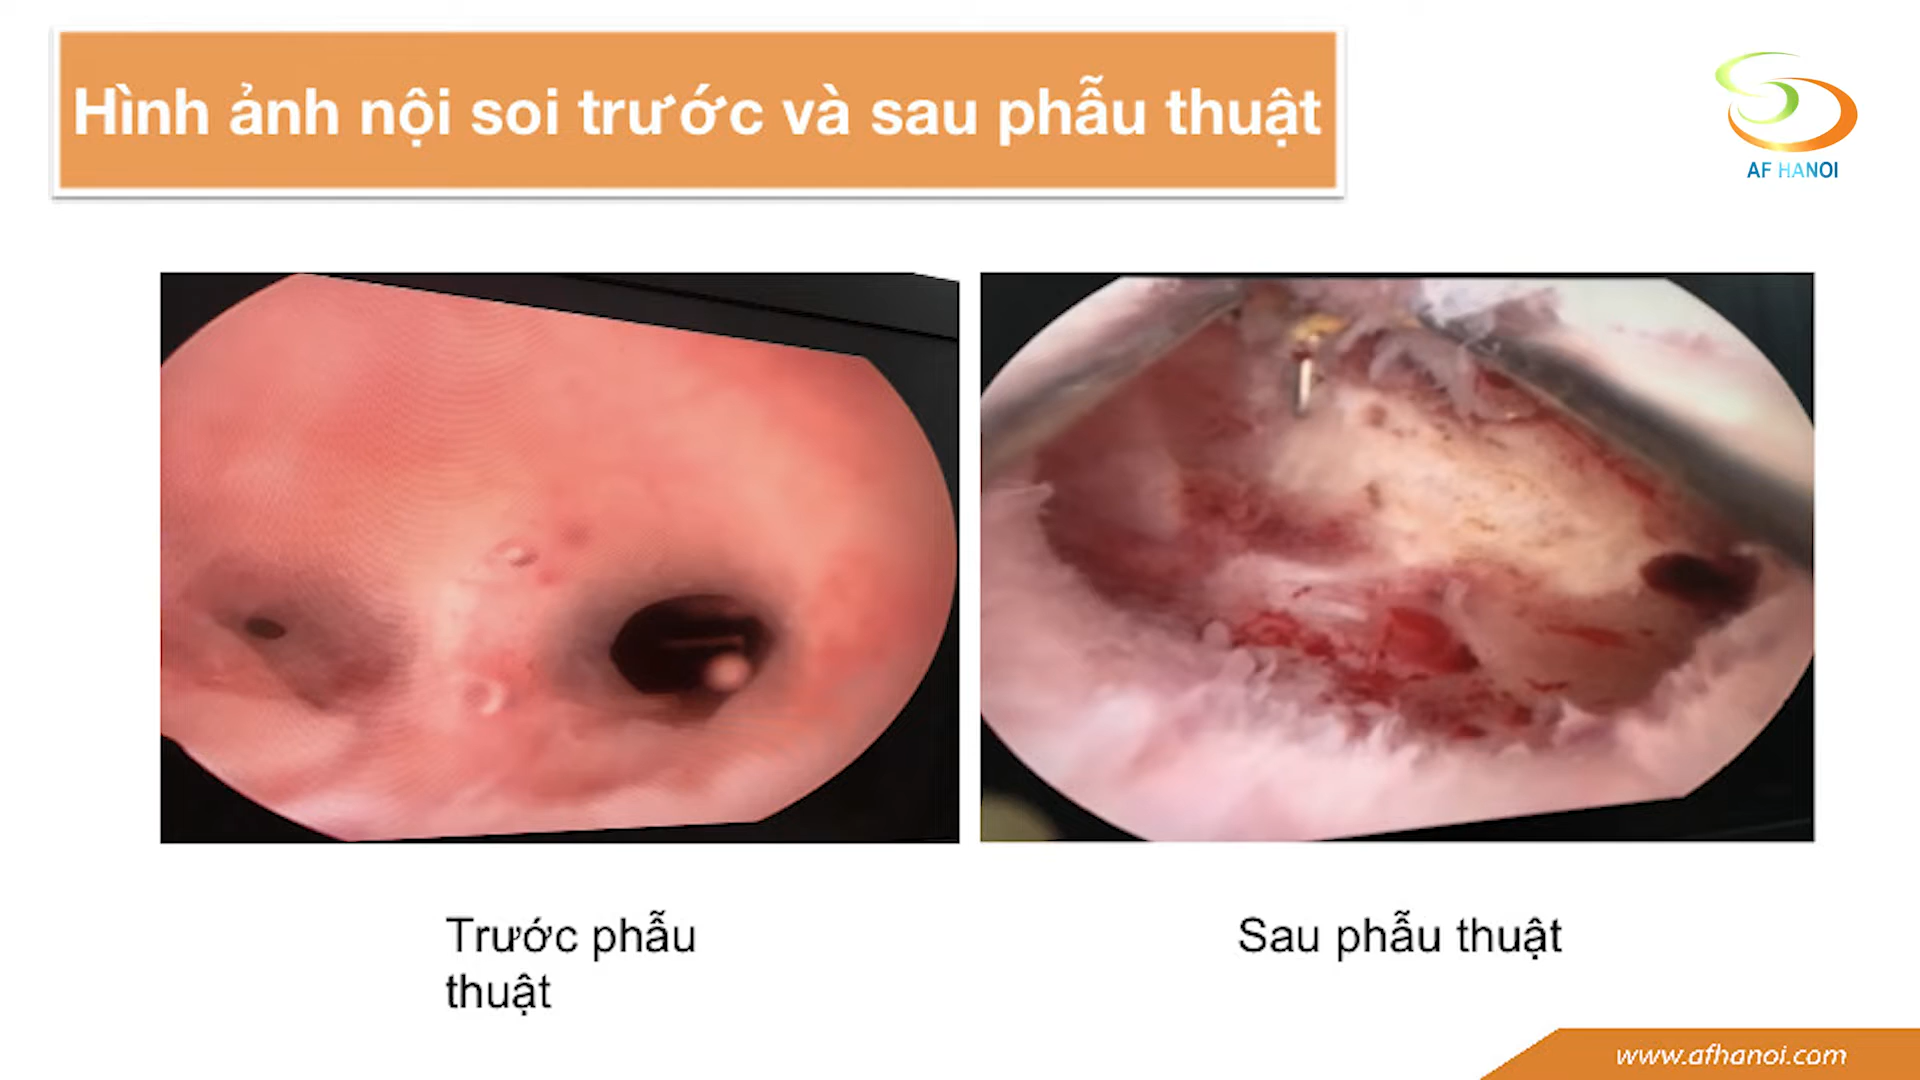 Hình ảnh nội soi trước và sau phẫu thuật
AF HANOI
Trước phẫu
thuật
Sau phẫu thuật
www.afhanoi.com